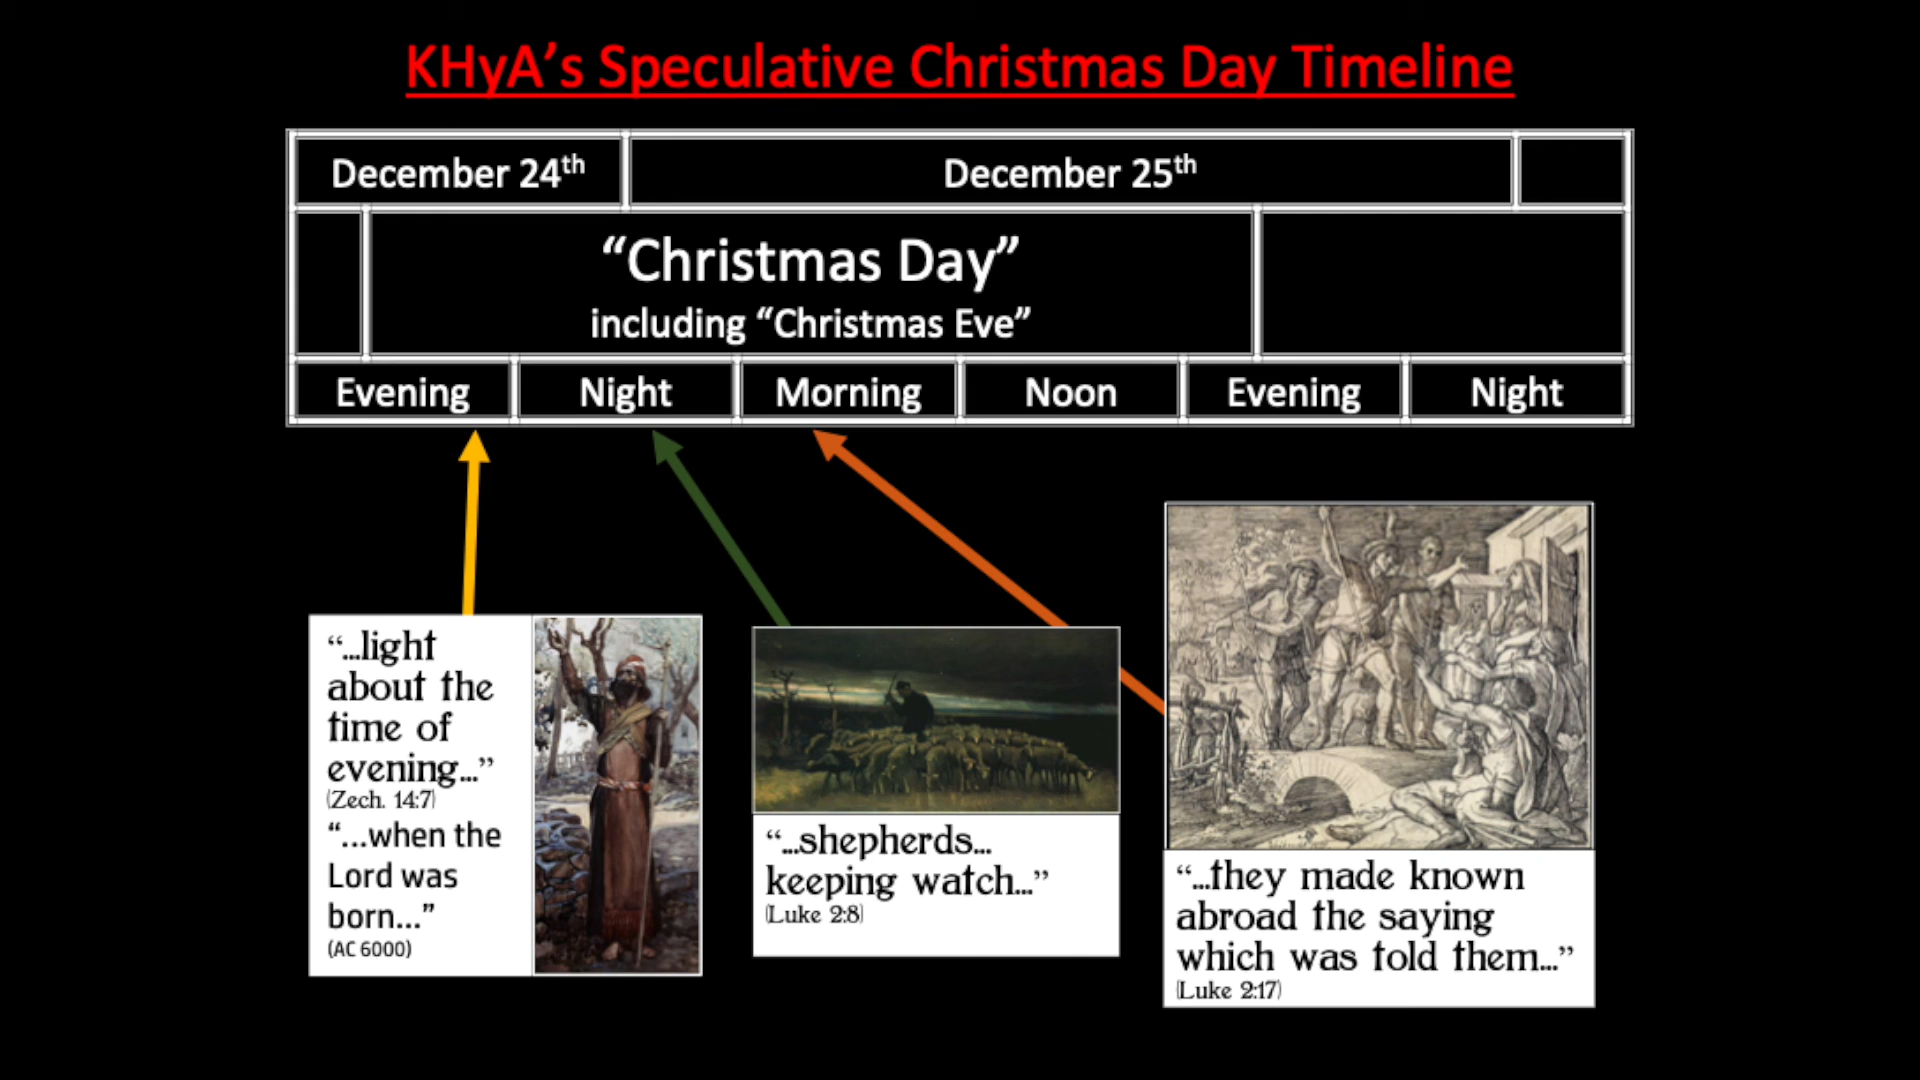 KHyA’s Speculative Christmas Day Timeline
December 24th
December 25th
“Christmas Day”
including “Christmas Eve”
Evening
Night
Morning
Noon
Evening
Night
“...light
about the
time of
evening...”
(Zech. 14:7)
“...when the
Lord was
born...”
(AC 6000)
“...shepherds...
keeping watch...”
(Luke 2:8)
“...they made known
abroad the saying
which was told them...”
(Luke 2:17)